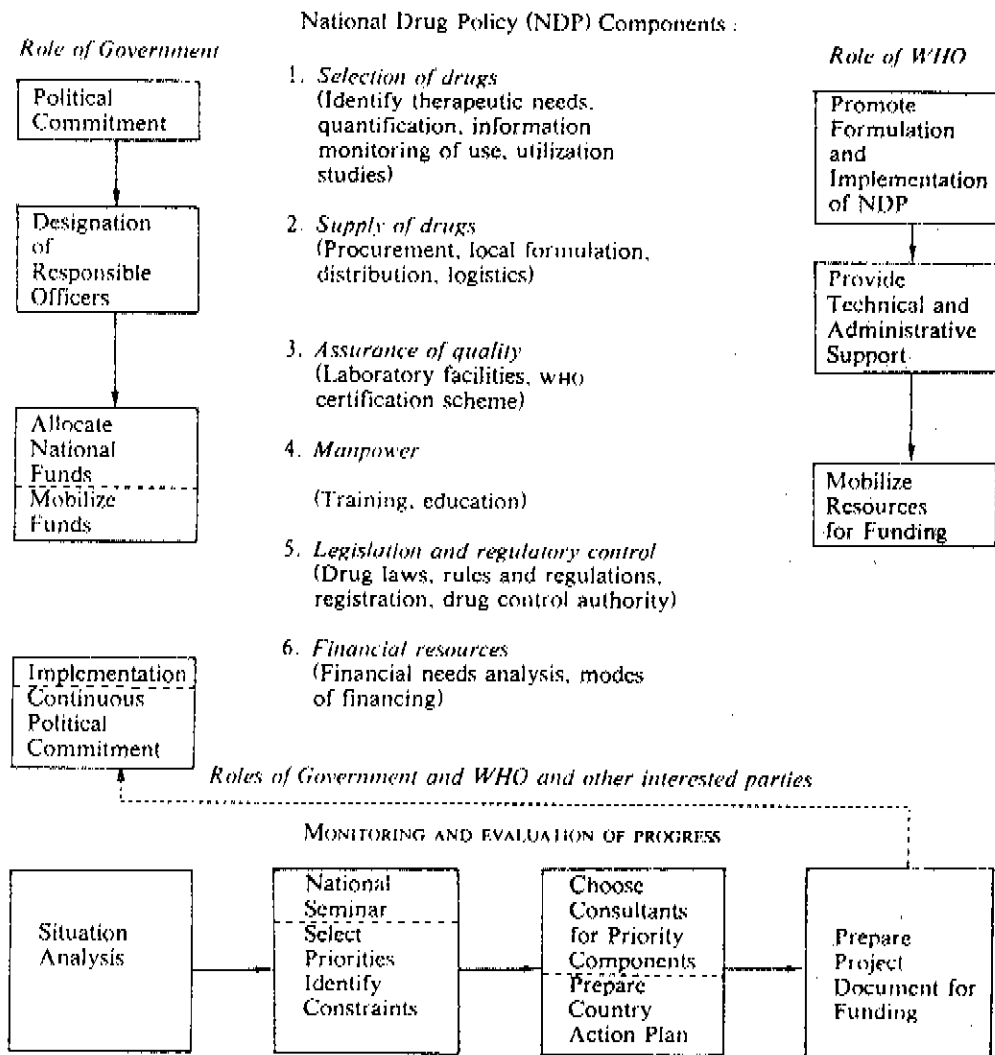 National Drug Policy (NDP) Components :
Role of Government
Political
Commitment
Designation
of
Responsible
Officers
Allocate
National
Funds
Mobilize
Funds
Implementation
Continuous
Political
Commitment
1. Selection of drugs
(Identify therapeutic needs,
quantification, information
monitoring of use, utilization
studies)
2. Supply of drugs
(Procurement, local formulation,
distribution, logistics)
3. Assurance of quality
(Laboratory facilities, WHO
certification scheme)
4. Manpower
(Training, education)
5. Legislation and regulatory control
(Drug laws, rules and regulations,
registration, drug control authority)
6. Financial resources
(Financial needs analysis, modes
of financing)
Role of WHO
Promote
Formulation
and
Implementation
of NDP
Provide
Technical and
Administrative
Support
Mobilize
Resources
for Funding
Roles of Government and WHO and other interested parties
MONITORING AND EVALUATION OF PROGRESS
Situation
Analysis
National
Seminar
Select
Priorities
Identify
Constraints
Choose
Consultants
for Priority
Components
Prepare
Country
Action Plan
Prepare
Project
Document for
Funding